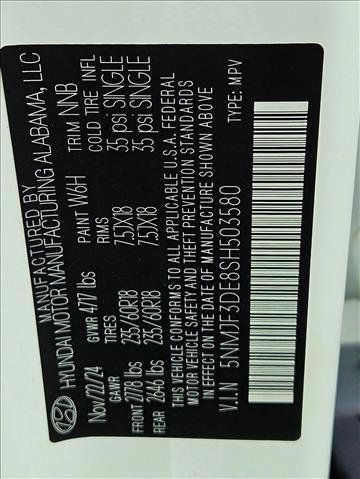 MANUFACTURED BY
HYUNDAI MOTOR MANUFACTURING ALABAMA, LLC
Nov/22/24 GVWR 4717 lbs PAINT W6H TRIM NNB
GAWR TIRES RIMS COLD TIRE INFL
FRONT 2778 lbs 235/60R18 7.5JX18 35 psi SINGLE
REAR 2646 lbs 235/60R18 7.5JX18 35 psi SINGLE
THIS VEHICLE CONFORMS TO ALL APPLICABLE U.S.A. FEDERAL
MOTOR VEHICLE SAFETY AND THEFT PREVENTION STANDARDS
IN EFFECT ON THE DATE OF MANUFACTURE SHOWN ABOVE
V.I.N 5NMJF3DE8SH503580 TYPE: MPV